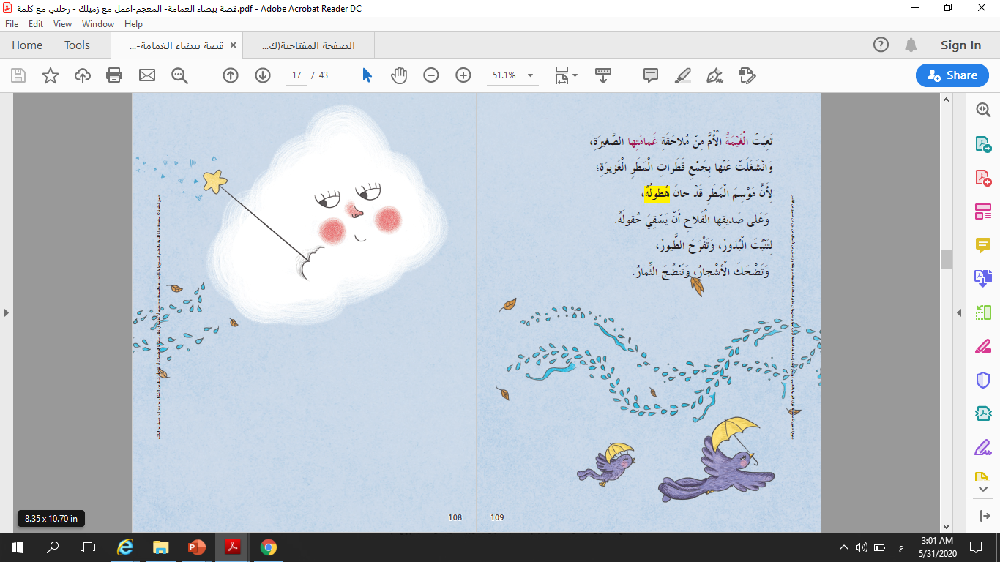 قصة بيضاء الغمامة- المعجم-اعمل مع زميلك - رحلتي مع كلمة.pdf - Adobe Acrobat Reader DC
File Edit View Window Help
Home Tools قصة بيضاء الغمامة-... × الصفحة المفتاحية(ك... Sign In
17 / 43 51.1% Share
تَعِبَتْ الْغَيْمَةُ الْأُمُّ مِنْ مُلاحَقَةِ غَمامَتِها الصَّغيرَةِ،
وَانْشَغَلَتْ عَنْها بِجَمْعِ قَطَراتِ الْمَطَرِ الْغَزيرَةِ؛
لِأَنَّ مَوْسِمَ الْمَطَرِ قَدْ حانَ هُطولُهُ،
وَعَلى صَديقِها الْفَلاحِ أَنْ يَسْقِيَ حُقولَهُ.
لِتَنْبُتَ الْبُذورُ، وَتَفْرَحَ الطُّيورُ،
وَتَضْحَكَ الْأَشْجارُ، وَتَنْضُجَ الثِّمارُ.
108 109
8.35 x 10.70 in
ع 3:01 AM
5/31/2020